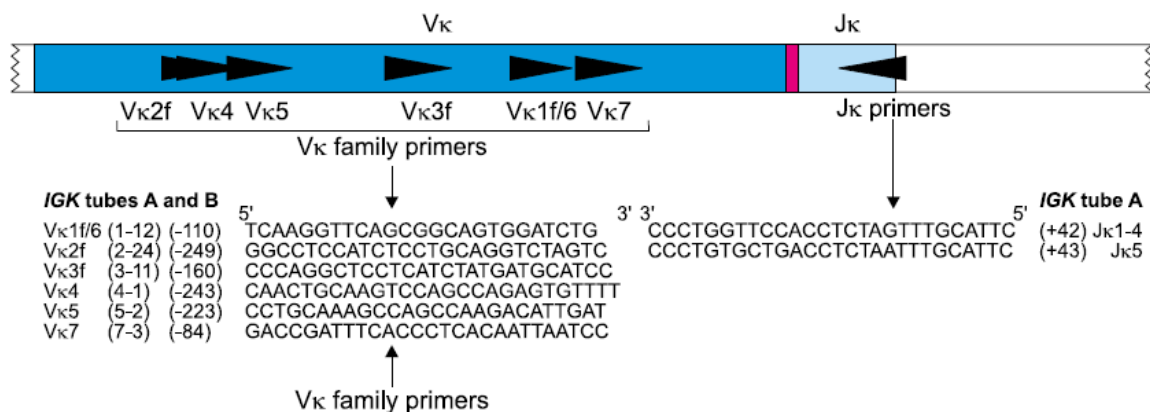 Vκ Jκ
Vκ2f Vκ4 Vκ5 Vκ3f Vκ1f/6 Vκ7 Jκ primers
Vκ family primers
IGK tubes A and B IGK tube A
5' 3' 3' 5'
Vκ1f/6 (1–12) (–110) TCAAGGTTCAGCGGCAGTGGATCTG CCCTGGTTCCACCTCTAGTTTGCATTC (+42) Jκ1-4
Vκ2f (2–24) (–249) GGCCTCCATCTCCTGCAGGTCTAGTC CCCTGTGCTGACCTCTAATTTGCATTC (+43) Jκ5
Vκ3f (3–11) (–160) CCCAGGCTCCTCATCTATGATGCATCC
Vκ4 (4–1) (–243) CAACTGCAAGTCCAGCCAGAGTGTTTT
Vκ5 (5–2) (–223) CCTGCAAAGCCAGCCAAGACATTGAT
Vκ7 (7–3) (–84) GACCGATTTCACCCTCACAATTAATCC
Vκ family primers